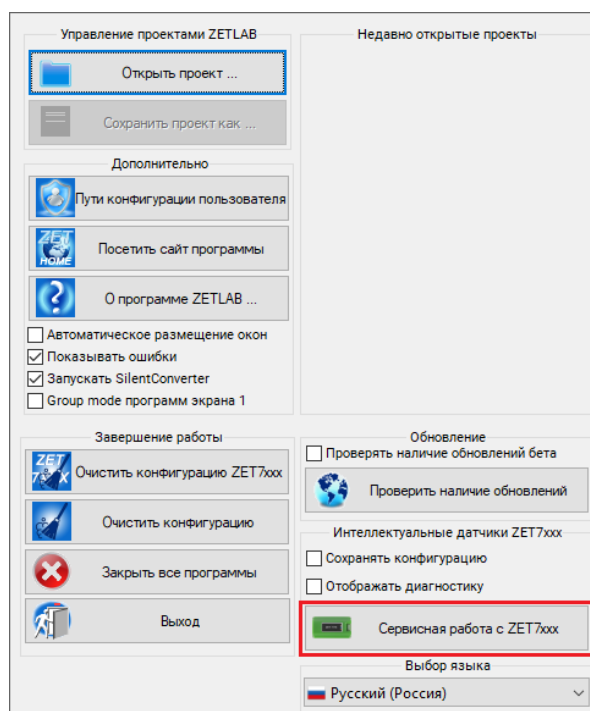 Управление проектами ZETLAB
Открыть проект ...
Сохранить проект как ...
Дополнительно
Пути конфигурации пользователя
ZET
HOME
Посетить сайт программы
О программе ZETLAB ...
Автоматическое размещение окон
Показывать ошибки
Запускать SilentConverter
Group mode программ экрана 1
Завершение работы
ZET
Очистить конфигурацию ZET7xxx
Очистить конфигурацию
Закрыть все программы
Выход
Недавно открытые проекты
Обновление
Проверять наличие обновлений бета
Проверить наличие обновлений
Интеллектуальные датчики ZET7xxx
Сохранять конфигурацию
Отображать диагностику
Сервисная работа с ZET7xxx
Выбор языка
Русский (Россия)